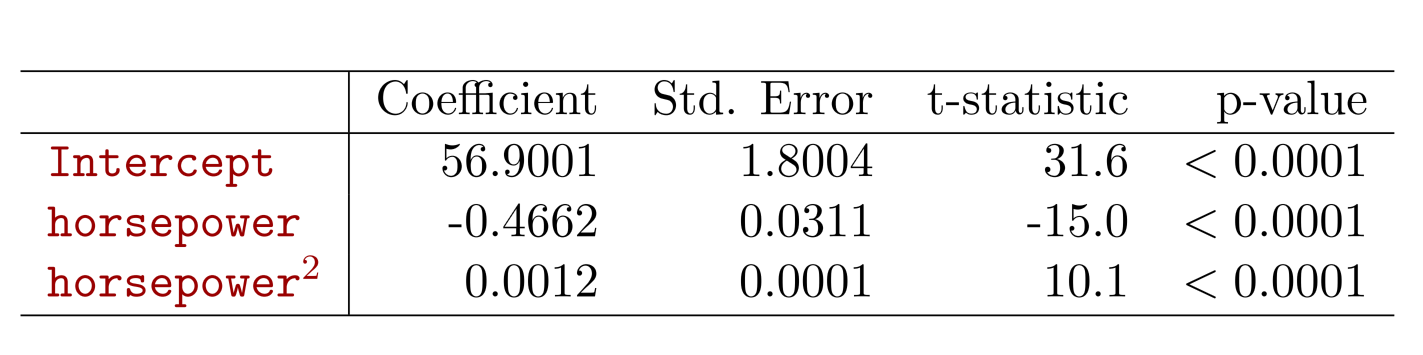 Coefficient Std. Error t-statistic p-value
Intercept 56.9001 1.8004 31.6 < 0.0001
horsepower -0.4662 0.0311 -15.0 < 0.0001
horsepower² 0.0012 0.0001 10.1 < 0.0001